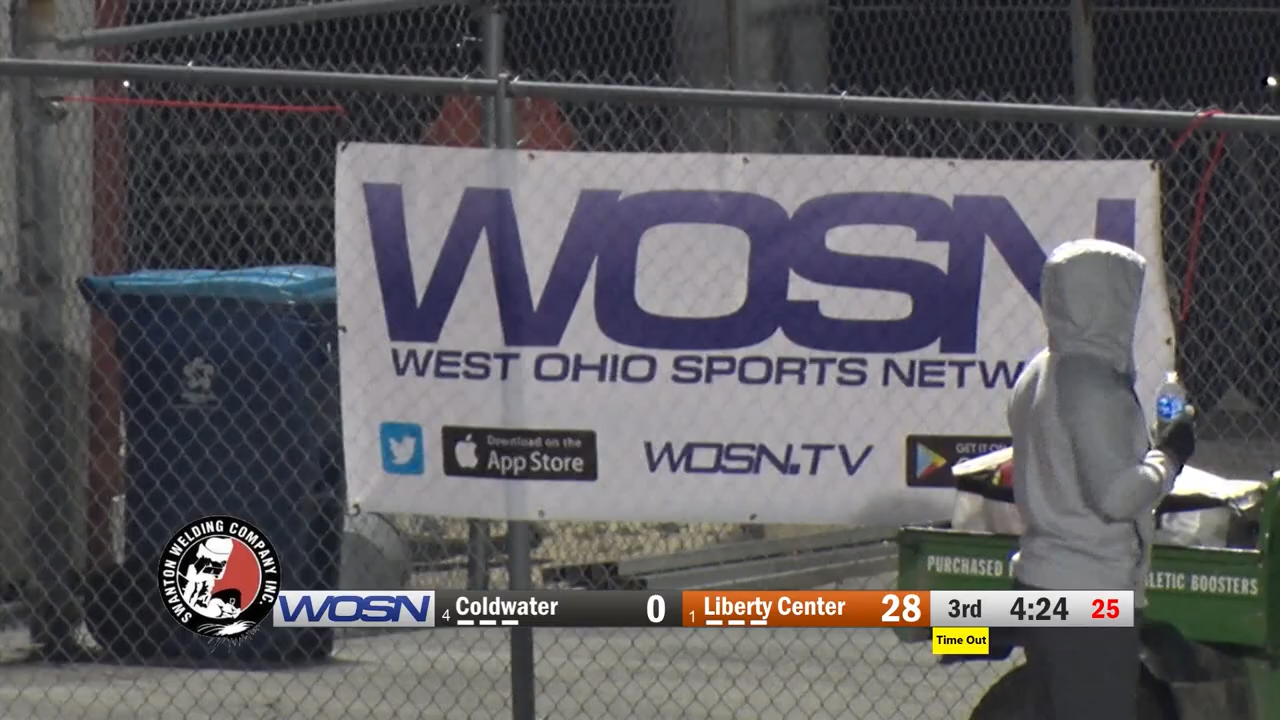 WOSN
WEST OHIO SPORTS NETW
Download on the
App Store
WOSN.TV
GET IT ON
PURCHASED
LETIC BOOSTERS
SWANTON WELDING COMPANY INC.
WOSN
4 Coldwater 0
1 Liberty Center 28
3rd 4:24 25
Time Out